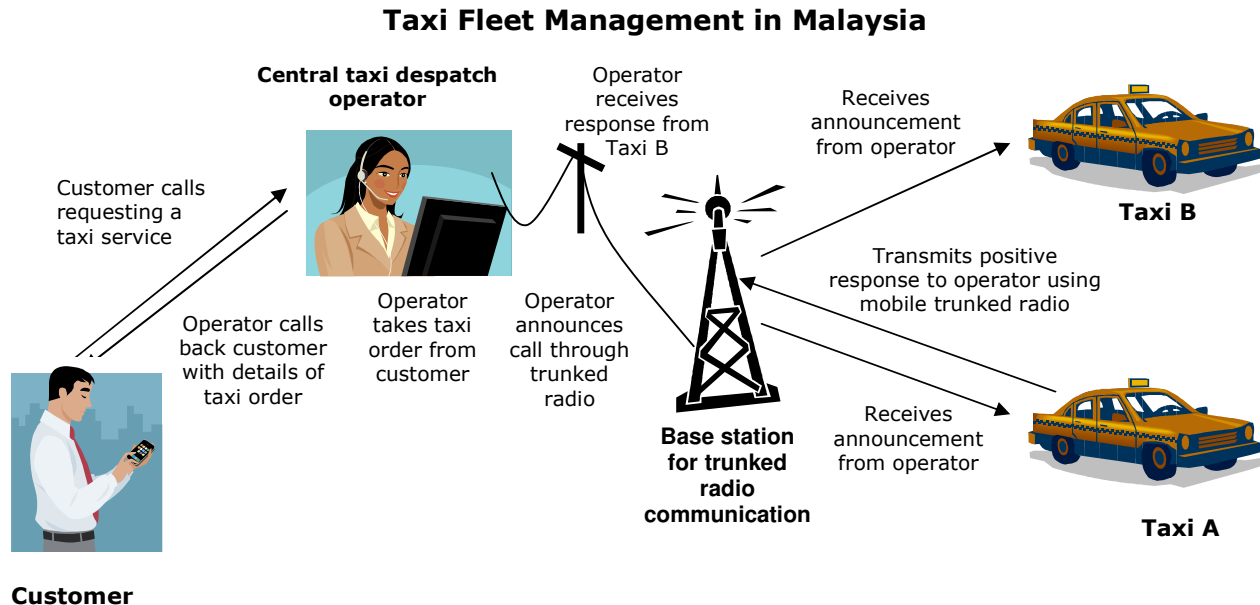 Taxi Fleet Management in Malaysia
Central taxi despatch
operator
Operator
receives
response from
Taxi B
Receives
announcement
from operator
Taxi B
Customer calls
requesting a
taxi service
Transmits positive
response to operator using
mobile trunked radio
Operator calls
back customer
with details of
taxi order
Operator
takes taxi
order from
customer
Operator
announces
call through
trunked
radio
Receives
announcement
from operator
Base station
for trunked
radio
communication
Taxi A
Customer